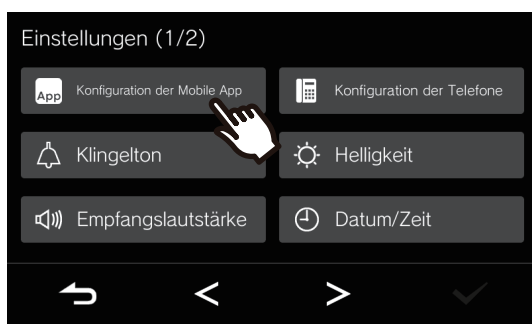 Einstellungen (1/2)
App Konfiguration der Mobile App
Konfiguration der Telefone
Klingelton
Helligkeit
Empfangslautstärke
Datum/Zeit